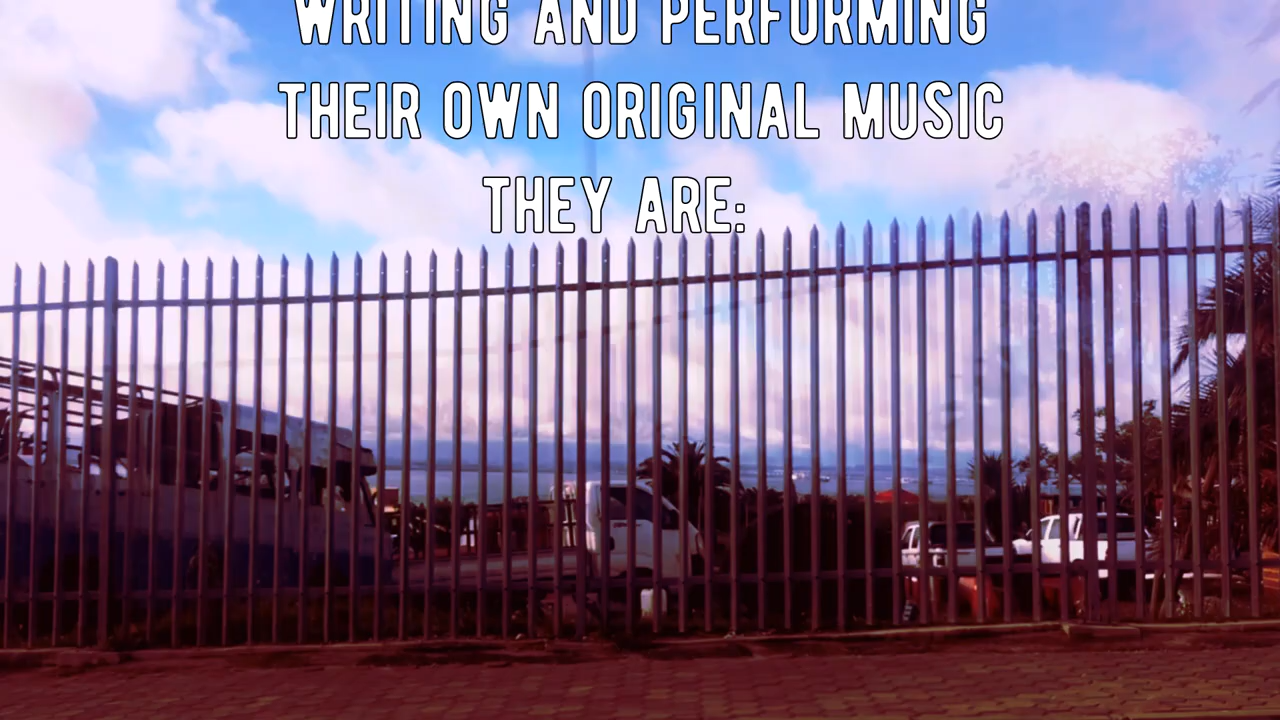 WRITING AND PERFORMING
THEIR OWN ORIGINAL MUSIC
THEY ARE: